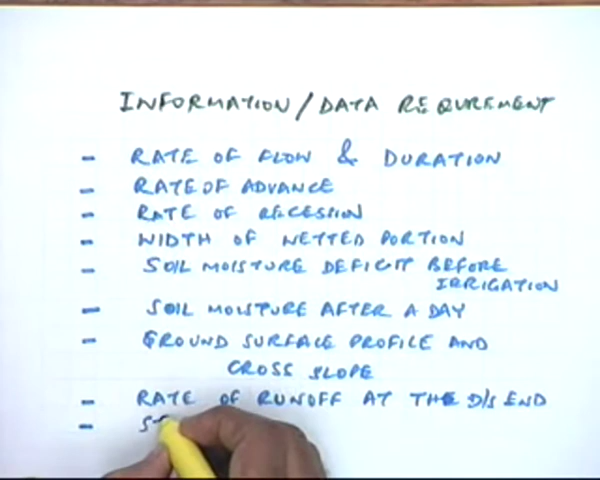 INFORMATION/DATA REQUREMENT
- RATE OF FLOW & DURATION
- RATE OF ADVANCE
- RATE OF RECESSION
- WIDTH OF WETTED PORTION
- SOIL MOISTURE DEFICIT BEFORE
IRRIGATION
- SOIL MOISTURE AFTER A DAY
- GROUND SURFACE PROFILE AND
CROSS SLOPE
- RATE OF RUNOFF AT THE D/S END
-